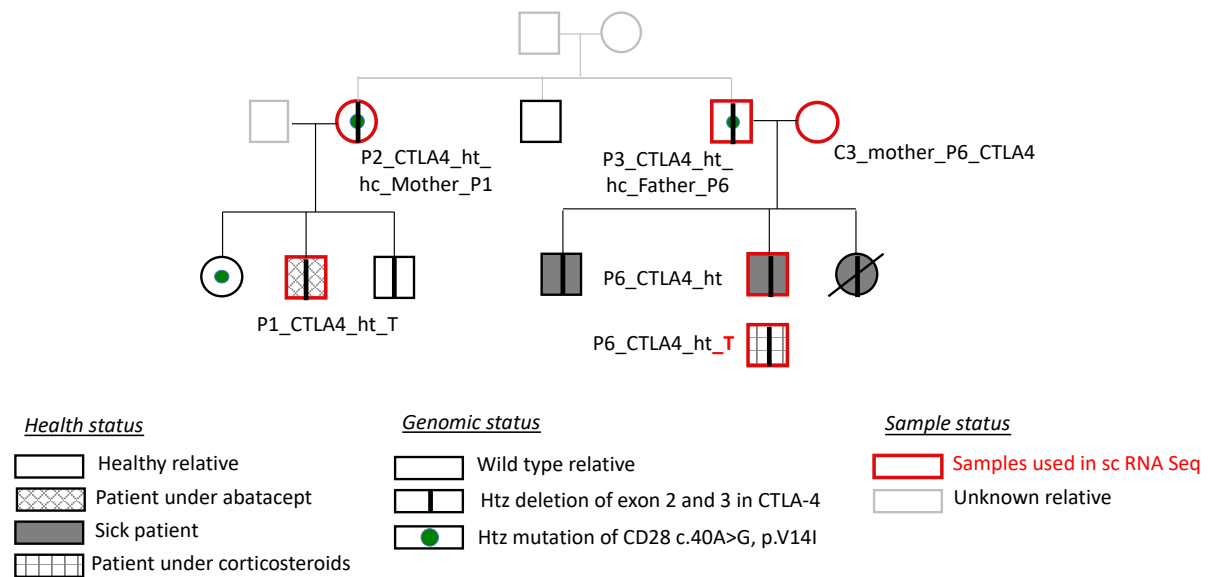 P2_CTLA4_ht_
hc_Mother_P1
P3_CTLA4_ht_
hc_Father_P6
C3_mother_P6_CTLA4
P1_CTLA4_ht_T
P6_CTLA4_ht
P6_CTLA4_ht_T
Health status
Healthy relative
Patient under abatacept
Sick patient
Patient under corticosteroids
Genomic status
Wild type relative
Htz deletion of exon 2 and 3 in CTLA-4
Htz mutation of CD28 c.40A>G, p.V14I
Sample status
Samples used in sc RNA Seq
Unknown relative